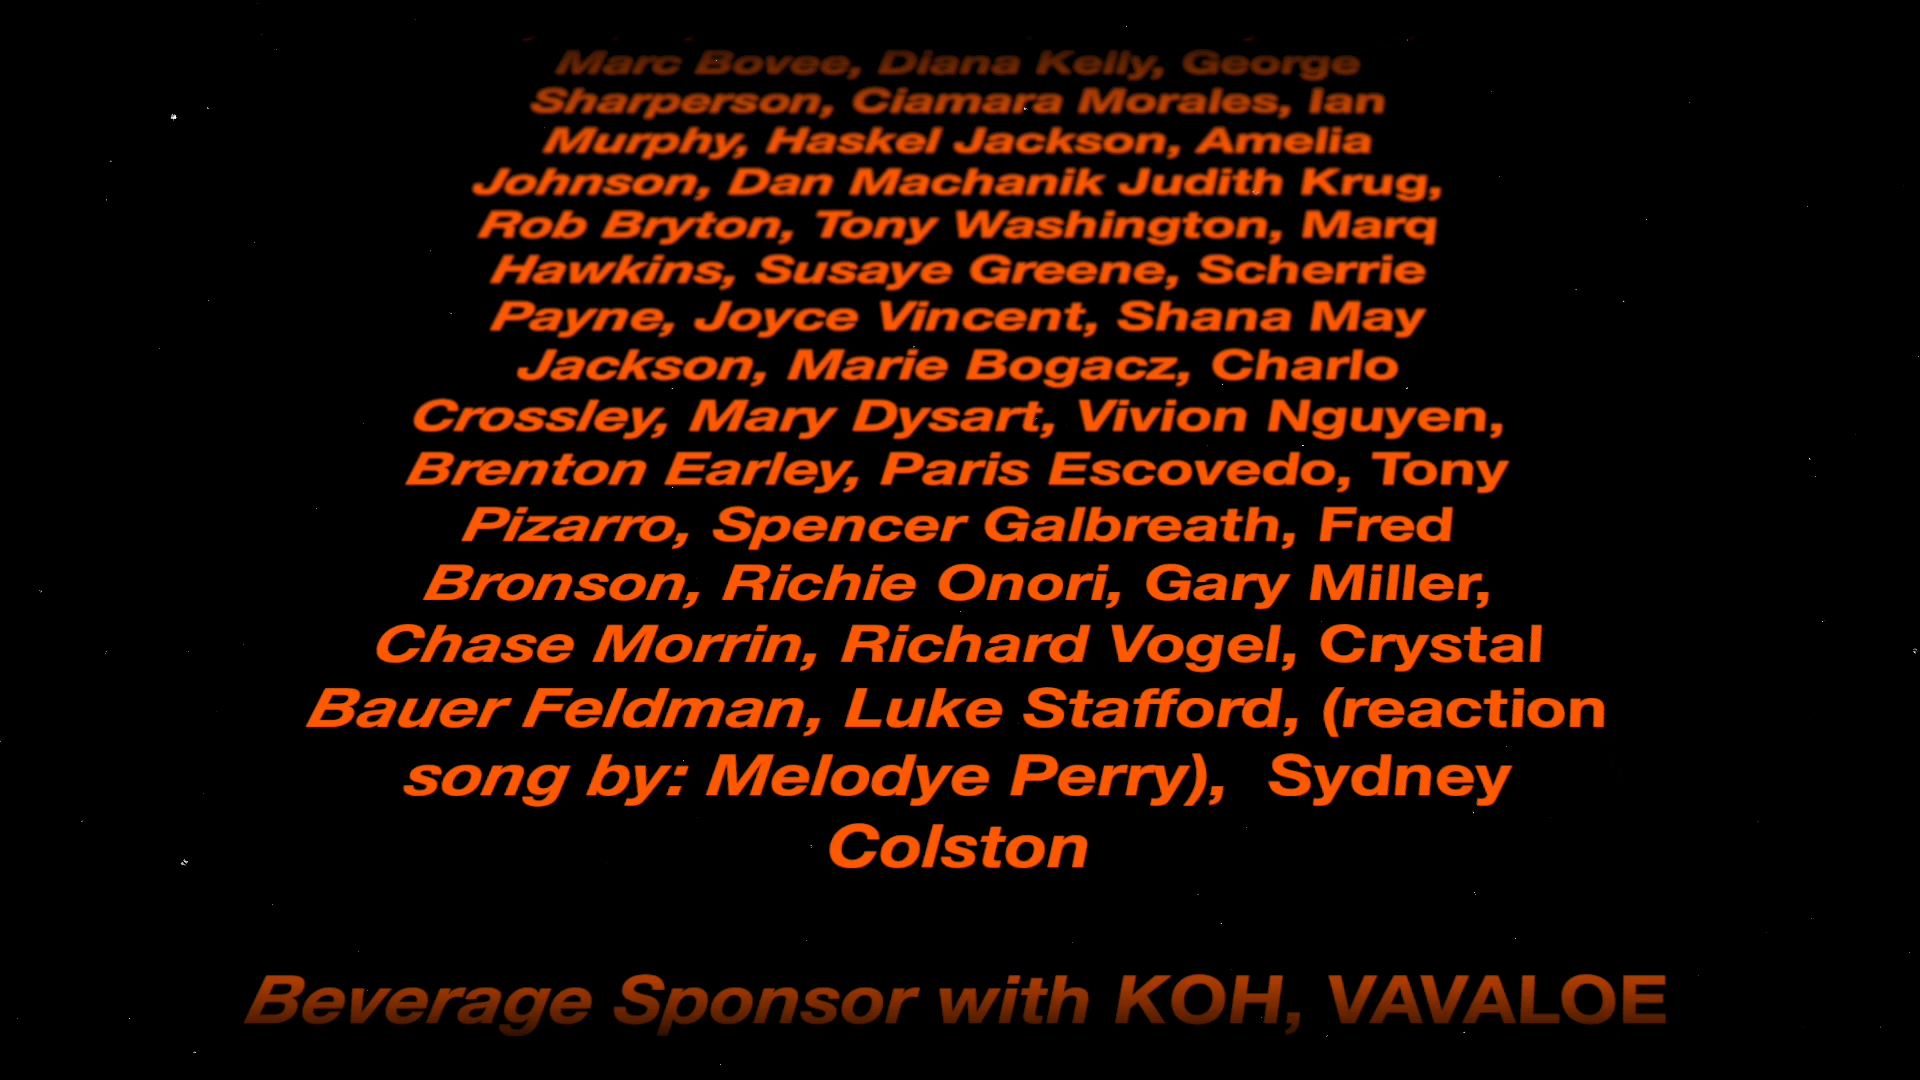 Marc Bovee, Diana Kelly, George
Sharperson, Ciamara Morales, Ian
Murphy, Haskel Jackson, Amelia
Johnson, Dan Machanik Judith Krug,
Rob Bryton, Tony Washington, Marq
Hawkins, Susaye Greene, Scherrie
Payne, Joyce Vincent, Shana May
Jackson, Marie Bogacz, Charlo
Crossley, Mary Dysart, Vivion Nguyen,
Brenton Earley, Paris Escovedo, Tony
Pizarro, Spencer Galbreath, Fred
Bronson, Richie Onori, Gary Miller,
Chase Morrin, Richard Vogel, Crystal
Bauer Feldman, Luke Stafford, (reaction
song by: Melodye Perry),  Sydney
Colston
Beverage Sponsor with KOH, VAVALOE